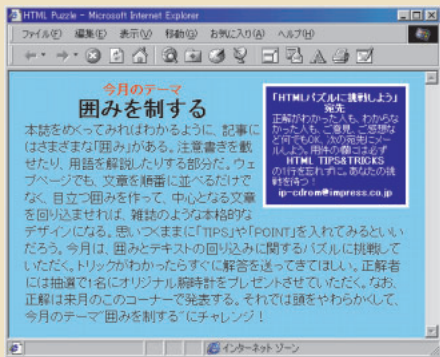 HTML Puzzle - Microsoft Internet Explorer
ファイル(F) 編集(E) 表示(V) 移動(G) お気に入り(A) ヘルプ(H)
今月のテーマ
囲みを制する
本誌をめくってみればわかるように、記事に
はさまざまな「囲み」がある。注意書きを載
せたり、用語を解説したりする部分だ。ウェ
ブページでも、文章を順番に並べるだけで
なく、目立つ囲みを作って、中心となる文章
を回り込ませれば、雑誌のような本格的な
デザインになる。思いつくままに「TIPS」や「POINT」を入れてみるといい
だろう。今月は、囲みとテキストの回り込みに関するパズルに挑戦して
いただく。トリックがわかったらすぐに解答を送ってきてほしい。正解者
には抽選で1名にオリジナル腕時計をプレゼントさせていただく。なお、
正解は来月のこのコーナーで発表する。それでは頭をやわらかくして、
今月のテーマ"囲みを制する"にチャレンジ！
「HTMLパズルに挑戦しよう」
宛先
正解がわかった人も、わからな
かった人も、ご意見、ご感想な
ど何でもOK。次の宛先にメー
ルしよう。用件の欄には必ず
HTML TIPS&TRICKS
の1行を忘れずに。あなたの挑
戦を待つ！
ip-cdrom@impress.co.jp
インターネット ゾーン